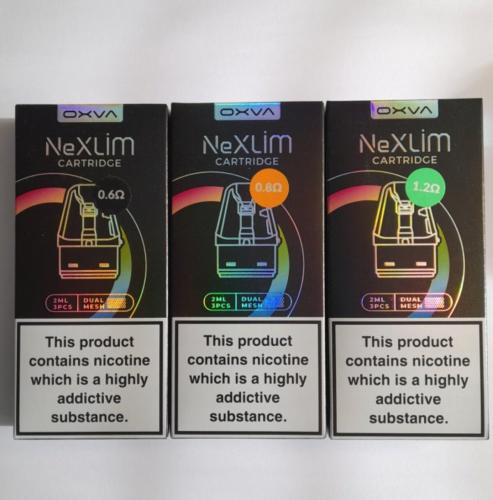 OXVA
NeXLiM
CARTRIDGE
0.6Ω
2ML
3PCS
DUAL
MESH
This product
contains nicotine
which is a highly
addictive
substance.
OXVA
NeXLiM
CARTRIDGE
0.8Ω
2ML
3PCS
DUAL
MESH
This product
contains nicotine
which is a highly
addictive
substance.
OXVA
NeXLiM
CARTRIDGE
1.2Ω
2ML
3PCS
DUAL
MESH
This product
contains nicotine
which is a highly
addictive
substance.